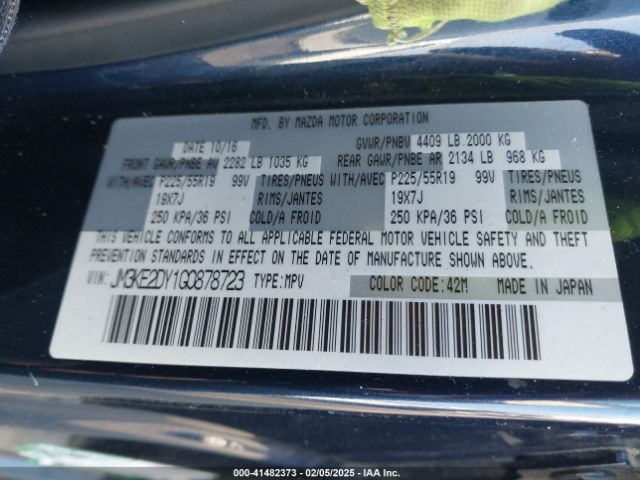 MFD. BY MAZDA MOTOR CORPORATION
DATE 10/16 GVWR/PNBV 4409 LB 2000 KG
FRONT GAWR/PNBE AV 2282 LB 1035 KG REAR GAWR/PNBE AR 2134 LB 968 KG
WITH/AVEC P225/55R19 99V TIRES/PNEUS WITH/AVEC P225/55R19 99V TIRES/PNEUS
19X7J RIMS/JANTES 19X7J RIMS/JANTES
250 KPA/36 PSI COLD/A FROID 250 KPA/36 PSI COLD/A FROID
THIS VEHICLE CONFORMS TO ALL APPLICABLE FEDERAL MOTOR VEHICLE SAFETY AND THEFT
PREVENTION STANDARDS IN EFFECT ON THE DATE OF MANUFACTURE SHOWN ABOVE.
VIN: JM3KE2DY1G0878723 TYPE:MPV COLOR CODE:42M MADE IN JAPAN
000-41482373 - 02/05/2025 - IAA Inc.